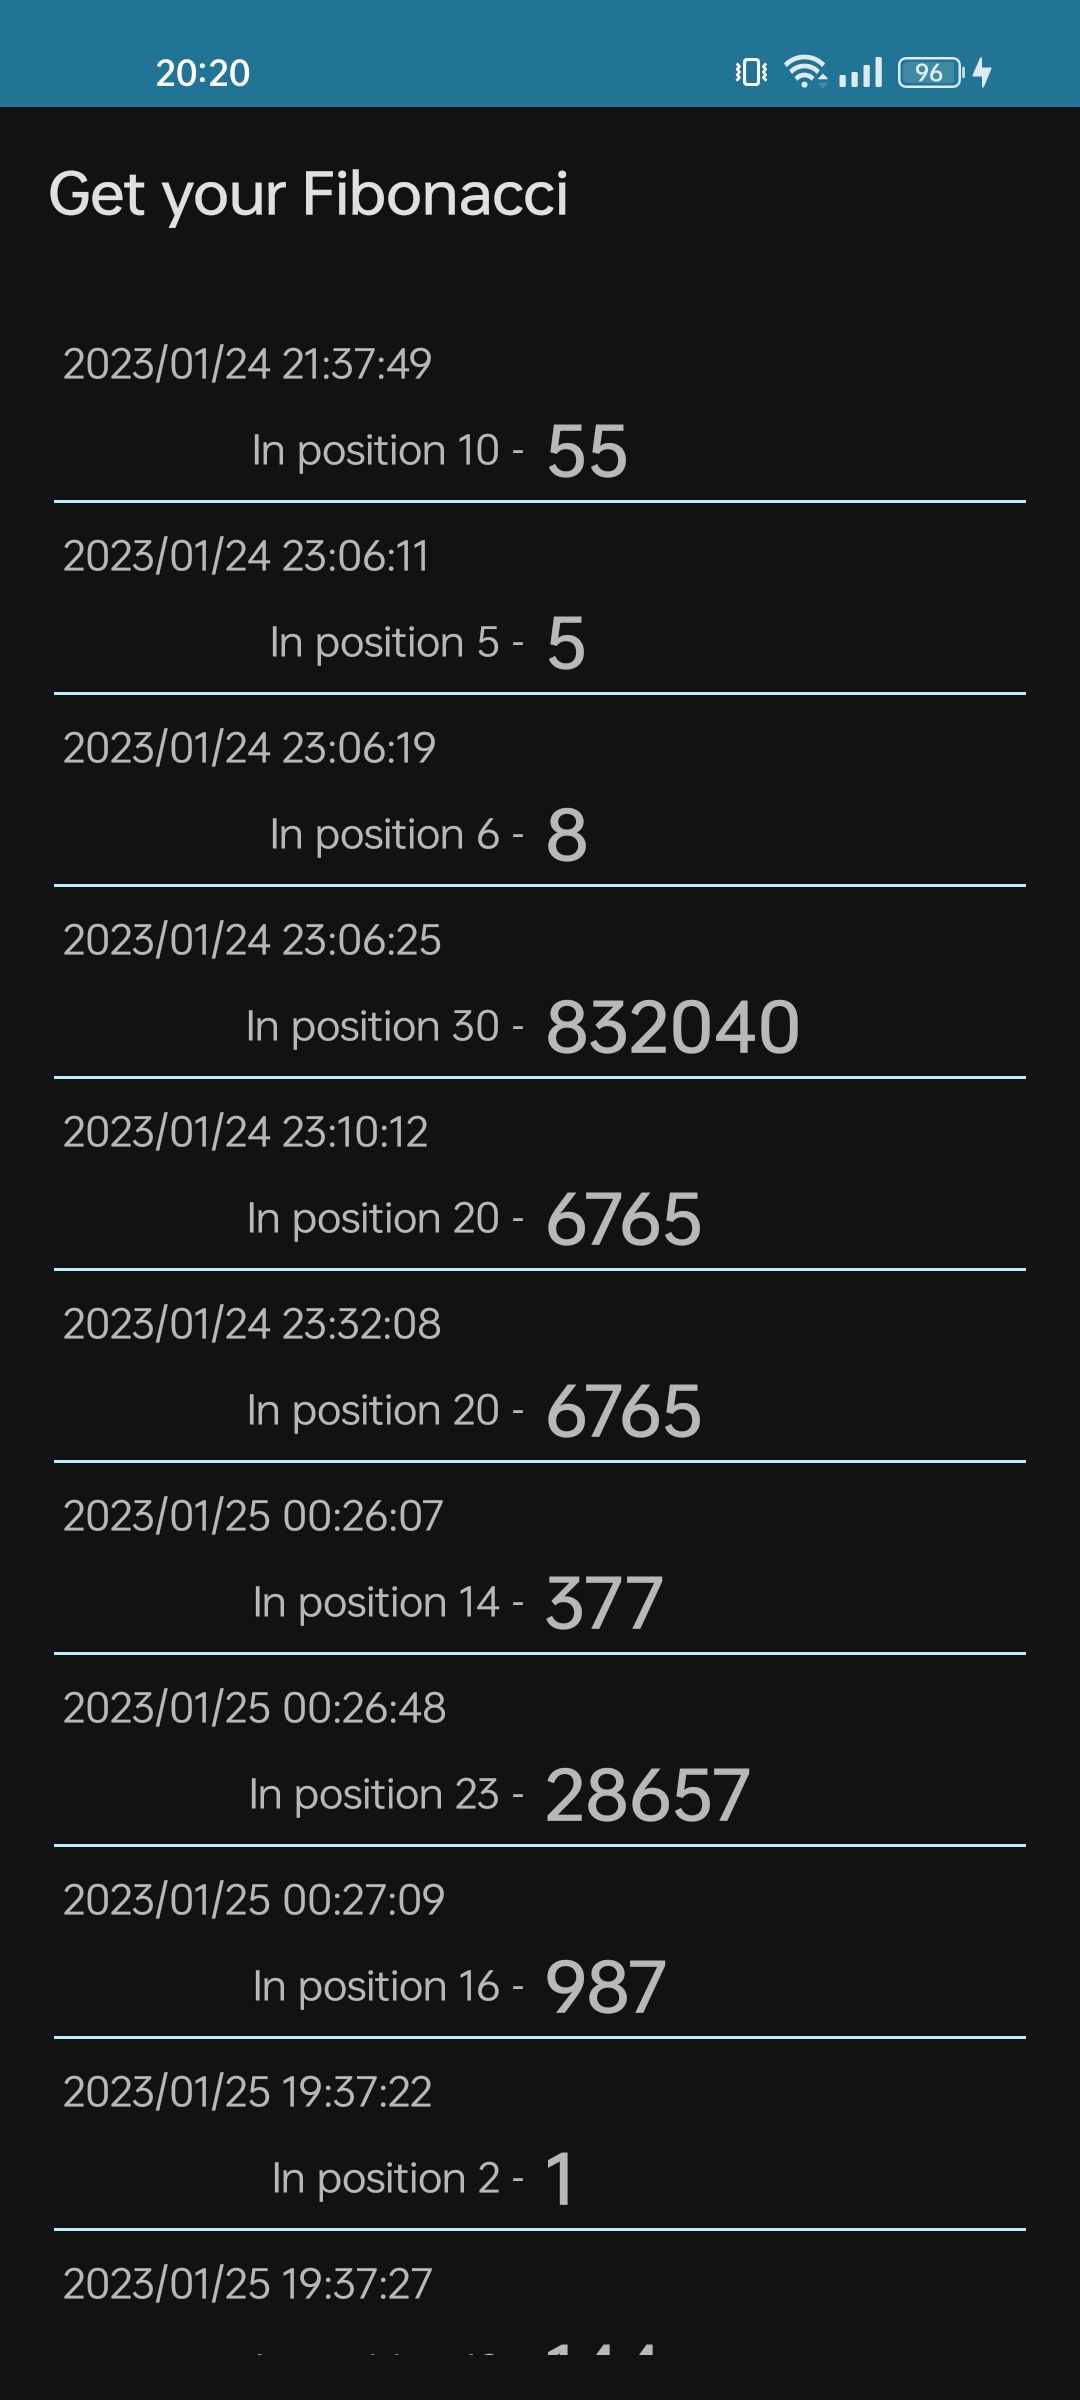 20:20
96
Get your Fibonacci
2023/01/24 21:37:49
In position 10 - 55
2023/01/24 23:06:11
In position 5 - 5
2023/01/24 23:06:19
In position 6 - 8
2023/01/24 23:06:25
In position 30 - 832040
2023/01/24 23:10:12
In position 20 - 6765
2023/01/24 23:32:08
In position 20 - 6765
2023/01/25 00:26:07
In position 14 - 377
2023/01/25 00:26:48
In position 23 - 28657
2023/01/25 00:27:09
In position 16 - 987
2023/01/25 19:37:22
In position 2 - 1
2023/01/25 19:37:27